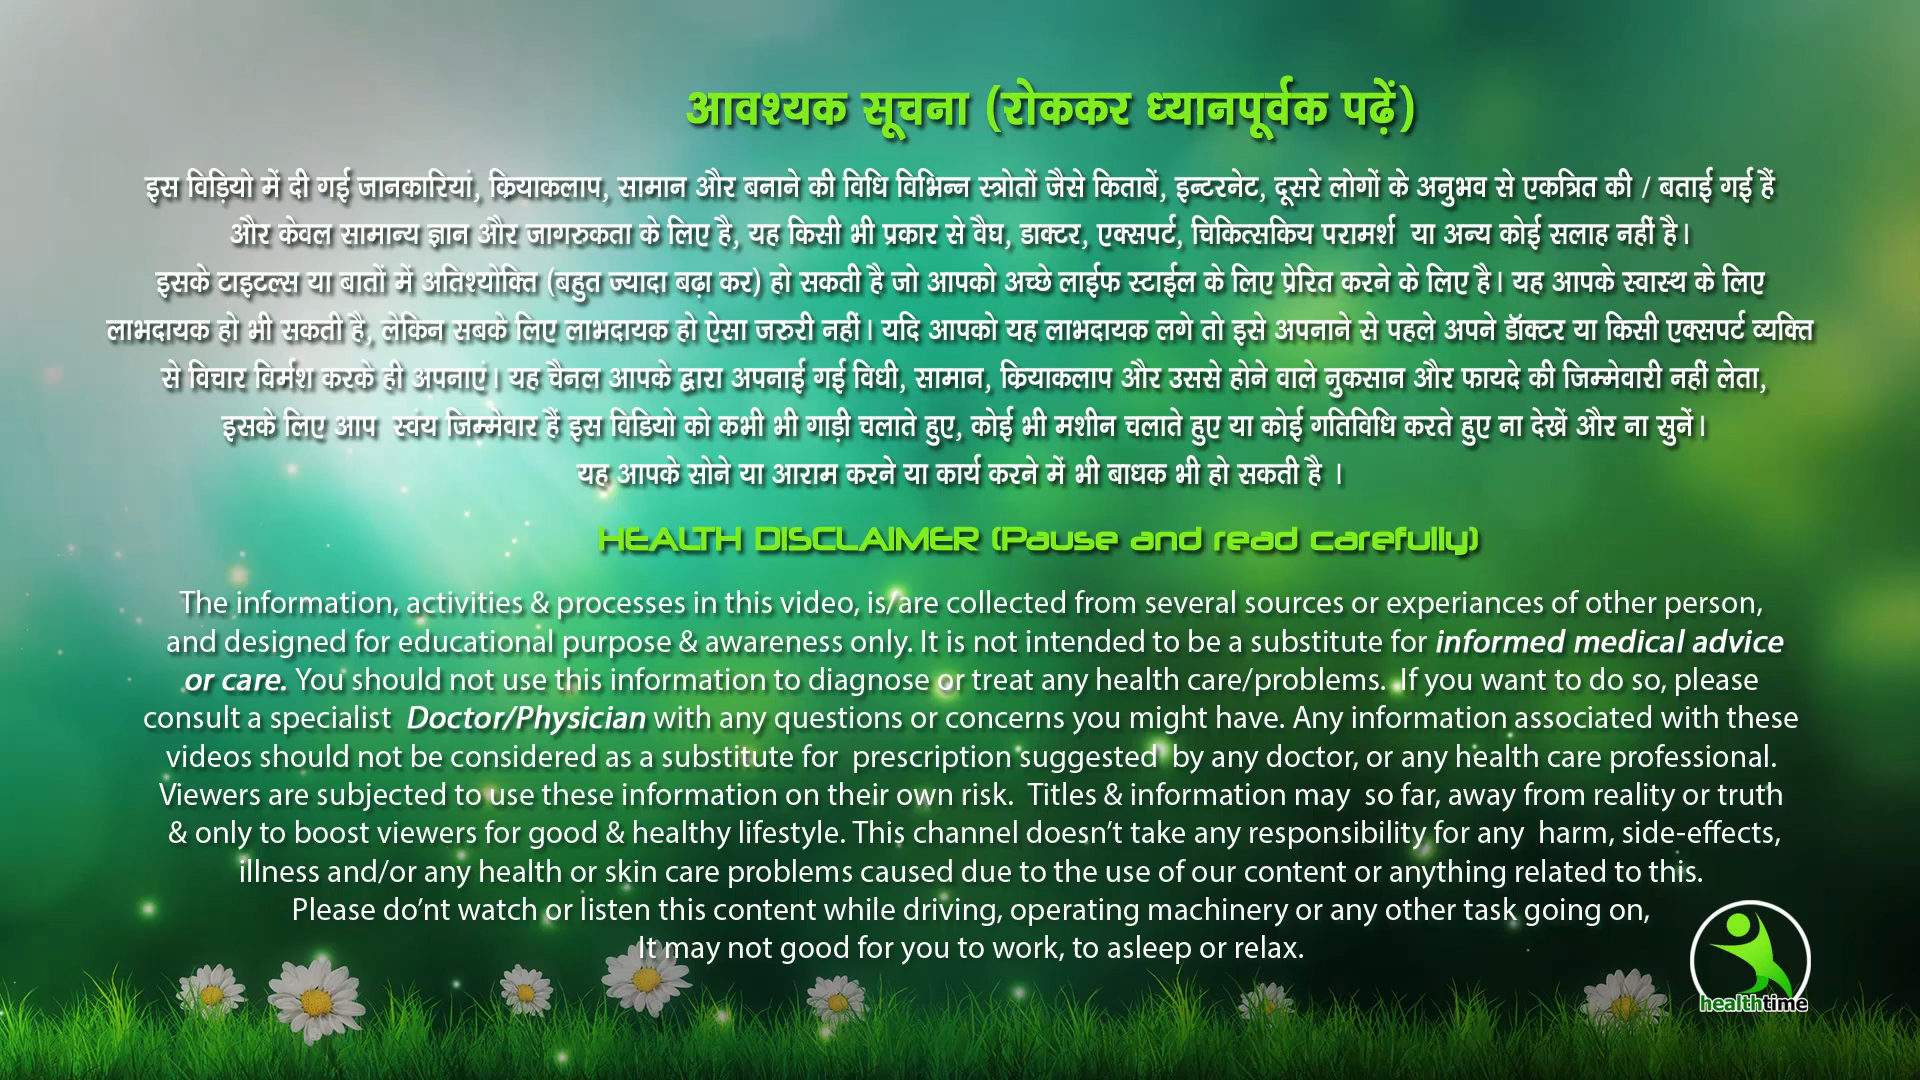 आवश्यक सूचना (रोककर ध्यानपूर्वक पढ़ें)
इस विड़ियो में दी गई जानकारियां, क्रियाकलाप, सामान और बनाने की विधि विभिन्न स्त्रोतों जैसे किताबें, इन्टरनेट, दूसरे लोगों के अनुभव से एकत्रित की / बताई गई हैं
और केवल सामान्य ज्ञान और जागरुकता के लिए है, यह किसी भी प्रकार से वैघ, डाक्टर, एक्सपर्ट, चिकित्सकिय परामर्श या अन्य कोई सलाह नहीं है।
इसके टाइटल्स या बातों में अतिश्योक्ति (बहुत ज्यादा बढ़ा कर) हो सकती है जो आपको अच्छे लाईफ स्टाईल के लिए प्रेरित करने के लिए है। यह आपके स्वास्थ के लिए
लाभदायक हो भी सकती है, लेकिन सबके लिए लाभदायक हो ऐसा जरुरी नहीं। यदि आपको यह लाभदायक लगे तो इसे अपनाने से पहले अपने डॉक्टर या किसी एक्सपर्ट व्यक्ति
से विचार विर्मश करके ही अपनाएं। यह चैनल आपके द्वारा अपनाई गई विधी, सामान, क्रियाकलाप और उससे होने वाले नुकसान और फायदे की जिम्मेवारी नहीं लेता,
इसके लिए आप स्वंय जिम्मेवार हैं इस विडियो को कभी भी गाड़ी चलाते हुए, कोई भी मशीन चलाते हुए या कोई गतिविधि करते हुए ना देखें और ना सुनें।
यह आपके सोने या आराम करने या कार्य करने में भी बाधक भी हो सकती है ।
HEALTH DISCLAIMER (Pause and read carefully)
The information, activities & processes in this video, is/are collected from several sources or experiances of other person,
and designed for educational purpose & awareness only. It is not intended to be a substitute for informed medical advice
or care. You should not use this information to diagnose or treat any health care/problems. If you want to do so, please
consult a specialist Doctor/Physician with any questions or concerns you might have. Any information associated with these
videos should not be considered as a substitute for prescription suggested by any doctor, or any health care professional.
Viewers are subjected to use these information on their own risk. Titles & information may so far, away from reality or truth
& only to boost viewers for good & healthy lifestyle. This channel doesn’t take any responsibility for any harm, side-effects,
illness and/or any health or skin care problems caused due to the use of our content or anything related to this.
Please do’nt watch or listen this content while driving, operating machinery or any other task going on,
It may not good for you to work, to asleep or relax.
healthtime